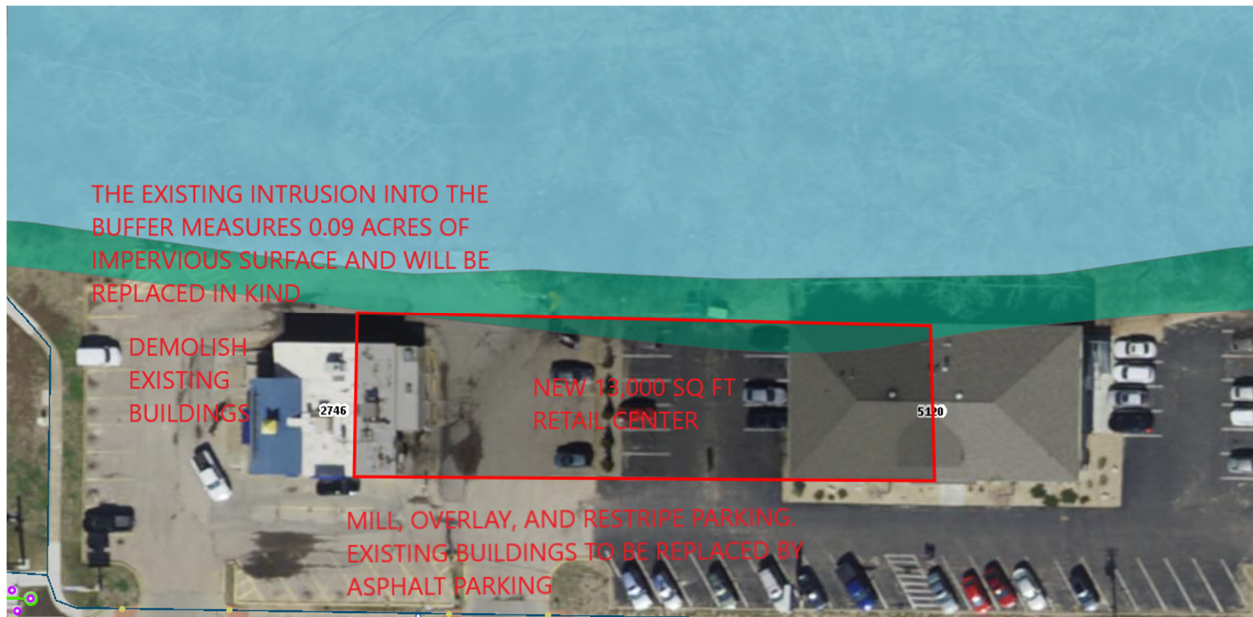 THE EXISTING INTRUSION INTO THE
BUFFER MEASURES 0.09 ACRES OF
IMPERVIOUS SURFACE AND WILL BE
REPLACED IN KIND
DEMOLISH
EXISTING
BUILDINGS
2746
NEW 13,000 SQ FT
RETAIL CENTER
5120
MILL, OVERLAY, AND RESTRIPE PARKING.
EXISTING BUILDINGS TO BE REPLACED BY
ASPHALT PARKING